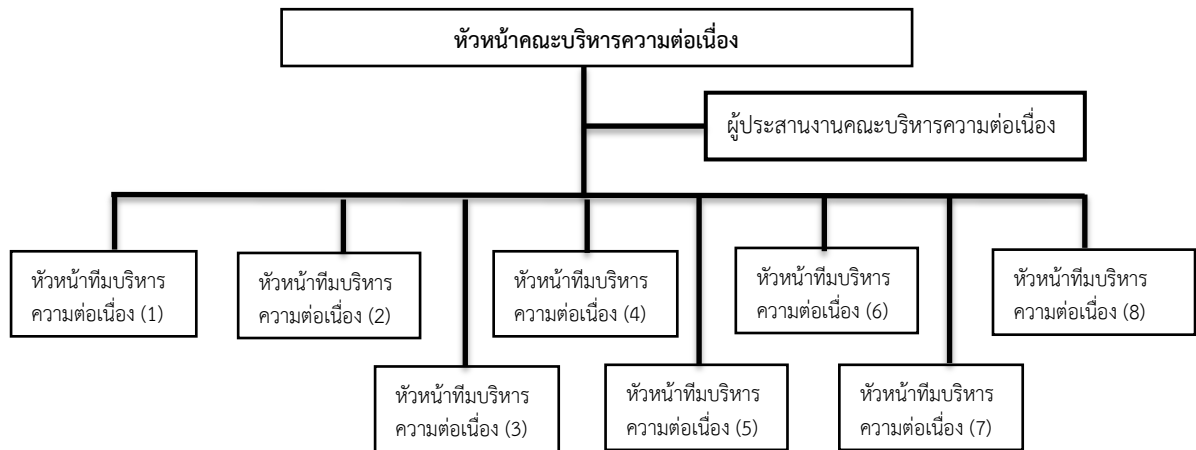 หัวหน้าคณะบริหารความต่อเนื่อง
ผู้ประสานงานคณะบริหารความต่อเนื่อง
หัวหน้าทีมบริหาร
ความต่อเนื่อง (1)
หัวหน้าทีมบริหาร
ความต่อเนื่อง (2)
หัวหน้าทีมบริหาร
ความต่อเนื่อง (3)
หัวหน้าทีมบริหาร
ความต่อเนื่อง (4)
หัวหน้าทีมบริหาร
ความต่อเนื่อง (5)
หัวหน้าทีมบริหาร
ความต่อเนื่อง (6)
หัวหน้าทีมบริหาร
ความต่อเนื่อง (7)
หัวหน้าทีมบริหาร
ความต่อเนื่อง (8)